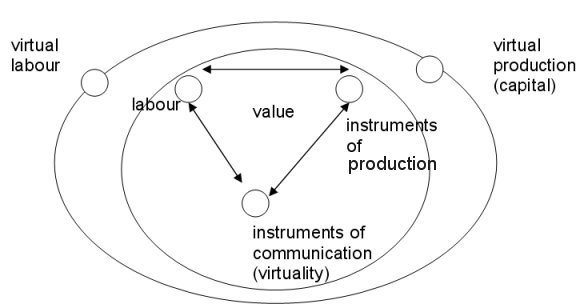 virtual
labour
virtual
production
(capital)
labour
value
instruments
of
production
instruments of
communication
(virtuality)